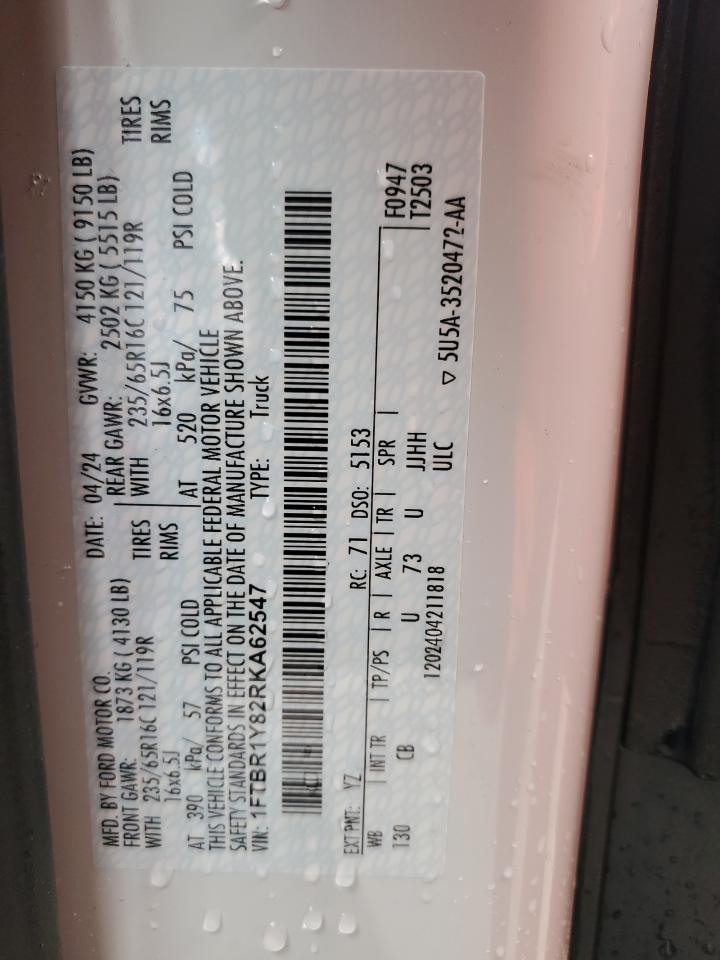 MFD. BY FORD MOTOR CO. DATE: 04/24 GVWR: 4150 KG ( 9150 LB)
FRONT GAWR: 1873 KG ( 4130 LB) REAR GAWR: 2502 KG ( 5515 LB)
WITH 235/65R16C 121/119R TIRES WITH 235/65R16C 121/119R TIRES
16x6.5J RIMS 16x6.5J RIMS
AT 390 kPa/ 57 PSI COLD AT 520 kPa/ 75 PSI COLD
THIS VEHICLE CONFORMS TO ALL APPLICABLE FEDERAL MOTOR VEHICLE
SAFETY STANDARDS IN EFFECT ON THE DATE OF MANUFACTURE SHOWN ABOVE.
VIN: 1FTBR1Y82RKA62547 TYPE: Truck
EXT PNT: YZ RC: 71 DSO: 5153
WB INT TR TP/PS R AXLE TR SPR F0947
130 CB U 73 U JJHH T2503
1202404211818 ULC
▽ 5U5A-3520472-AA